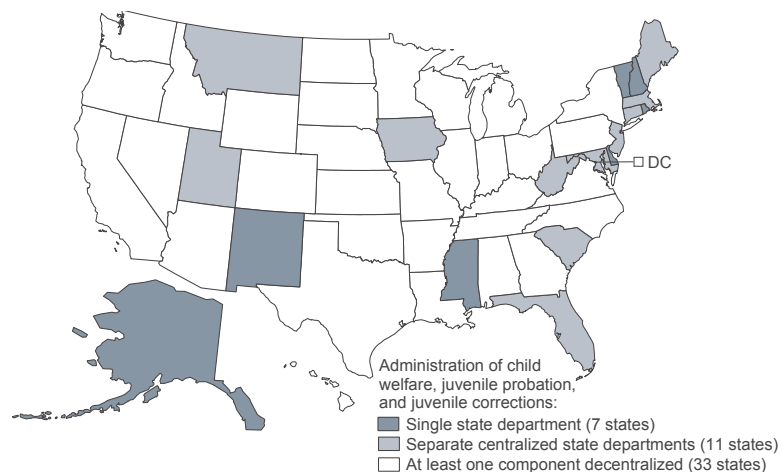 DC
Administration of child
welfare, juvenile probation,
and juvenile corrections:
Single state department (7 states)
Separate centralized state departments (11 states)
At least one component decentralized (33 states)